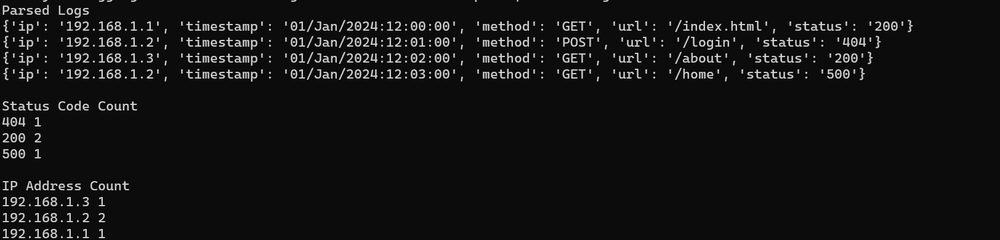 Parsed Logs
{'ip': '192.168.1.1', 'timestamp': '01/Jan/2024:12:00:00', 'method': 'GET', 'url': '/index.html', 'status': '200'}
{'ip': '192.168.1.2', 'timestamp': '01/Jan/2024:12:01:00', 'method': 'POST', 'url': '/login', 'status': '404'}
{'ip': '192.168.1.3', 'timestamp': '01/Jan/2024:12:02:00', 'method': 'GET', 'url': '/about', 'status': '200'}
{'ip': '192.168.1.2', 'timestamp': '01/Jan/2024:12:03:00', 'method': 'GET', 'url': '/home', 'status': '500'}
Status Code Count
404 1
200 2
500 1
IP Address Count
192.168.1.3 1
192.168.1.2 2
192.168.1.1 1